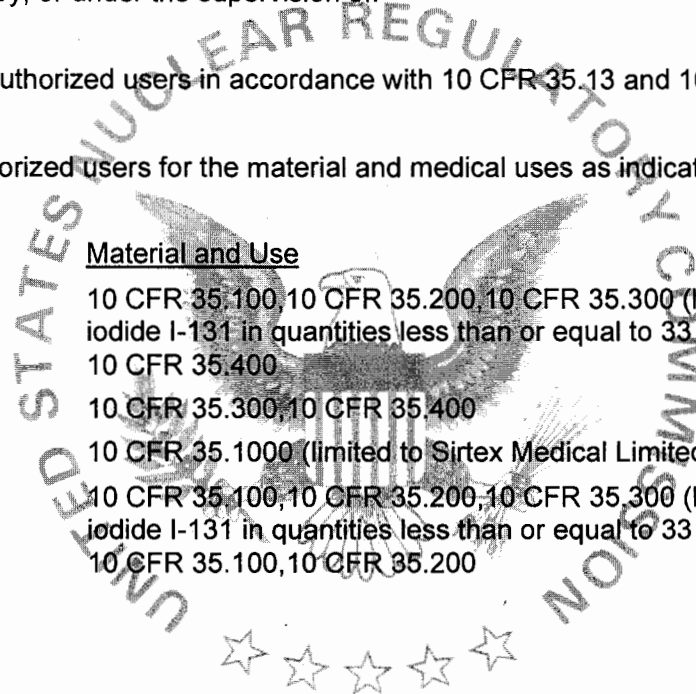 y, or under the supervision of:
UNITED STATES NUCLEAR REGULATORY COMMISSION
uthorized users in accordance with 10 CFR 35.13 and 10
orized users for the material and medical uses as indicat
Material and Use
10 CFR 35.100,10 CFR 35.200,10 CFR 35.300 (l
iodide I-131 in quantities less than or equal to 33
10 CFR 35.400
10 CFR 35.300,10 CFR 35.400
10 CFR 35.1000 (limited to Sirtex Medical Limited
10 CFR 35.100,10 CFR 35.200,10 CFR 35.300 (l
iodide I-131 in quantities less than or equal to 33
10 CFR 35.100,10 CFR 35.200